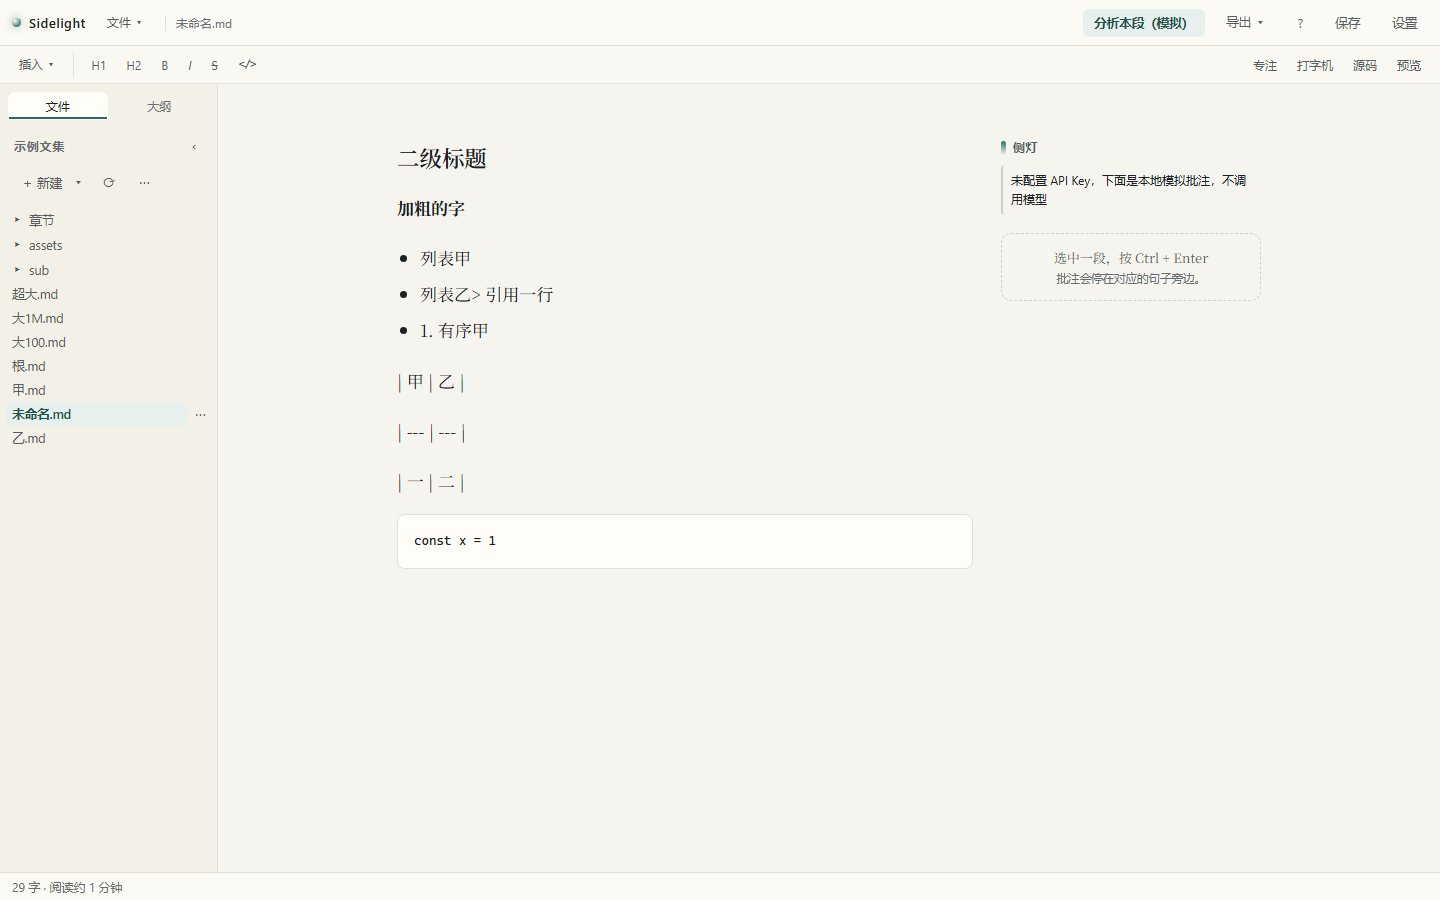 Sidelight 文件 未命名.md 分析本段（模拟） 导出 ? 保存 设置
插入 H1 H2 B I S </> 专注 打字机 源码 预览
文件 大纲
示例文集 ‹
+ 新建 ···
章节
assets
sub
超大.md
大1M.md
大100.md
根.md
甲.md
未命名.md ···
乙.md
二级标题
加粗的字
列表甲
列表乙> 引用一行
1. 有序甲
| 甲 | 乙 |
| --- | --- |
| 一 | 二 |
const x = 1
侧灯
未配置 API Key，下面是本地模拟批注，不调
用模型
选中一段，按 Ctrl + Enter
批注会停在对应的句子旁边。
29 字 · 阅读约 1 分钟